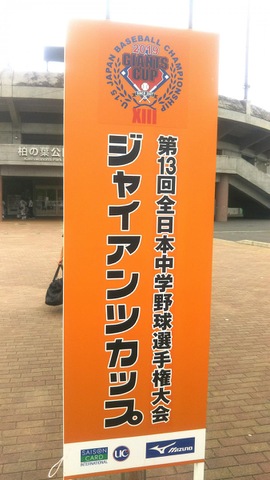 U-15 JAPAN BASEBALL CHAMPIONSHIP
2019
GIANTS CUP
XIII
第13回全日本中学野球選手権大会
ジャイアンツカップ
柏の葉公
SAISON
CARD
INTERNATIONAL
UC
MIZUNO